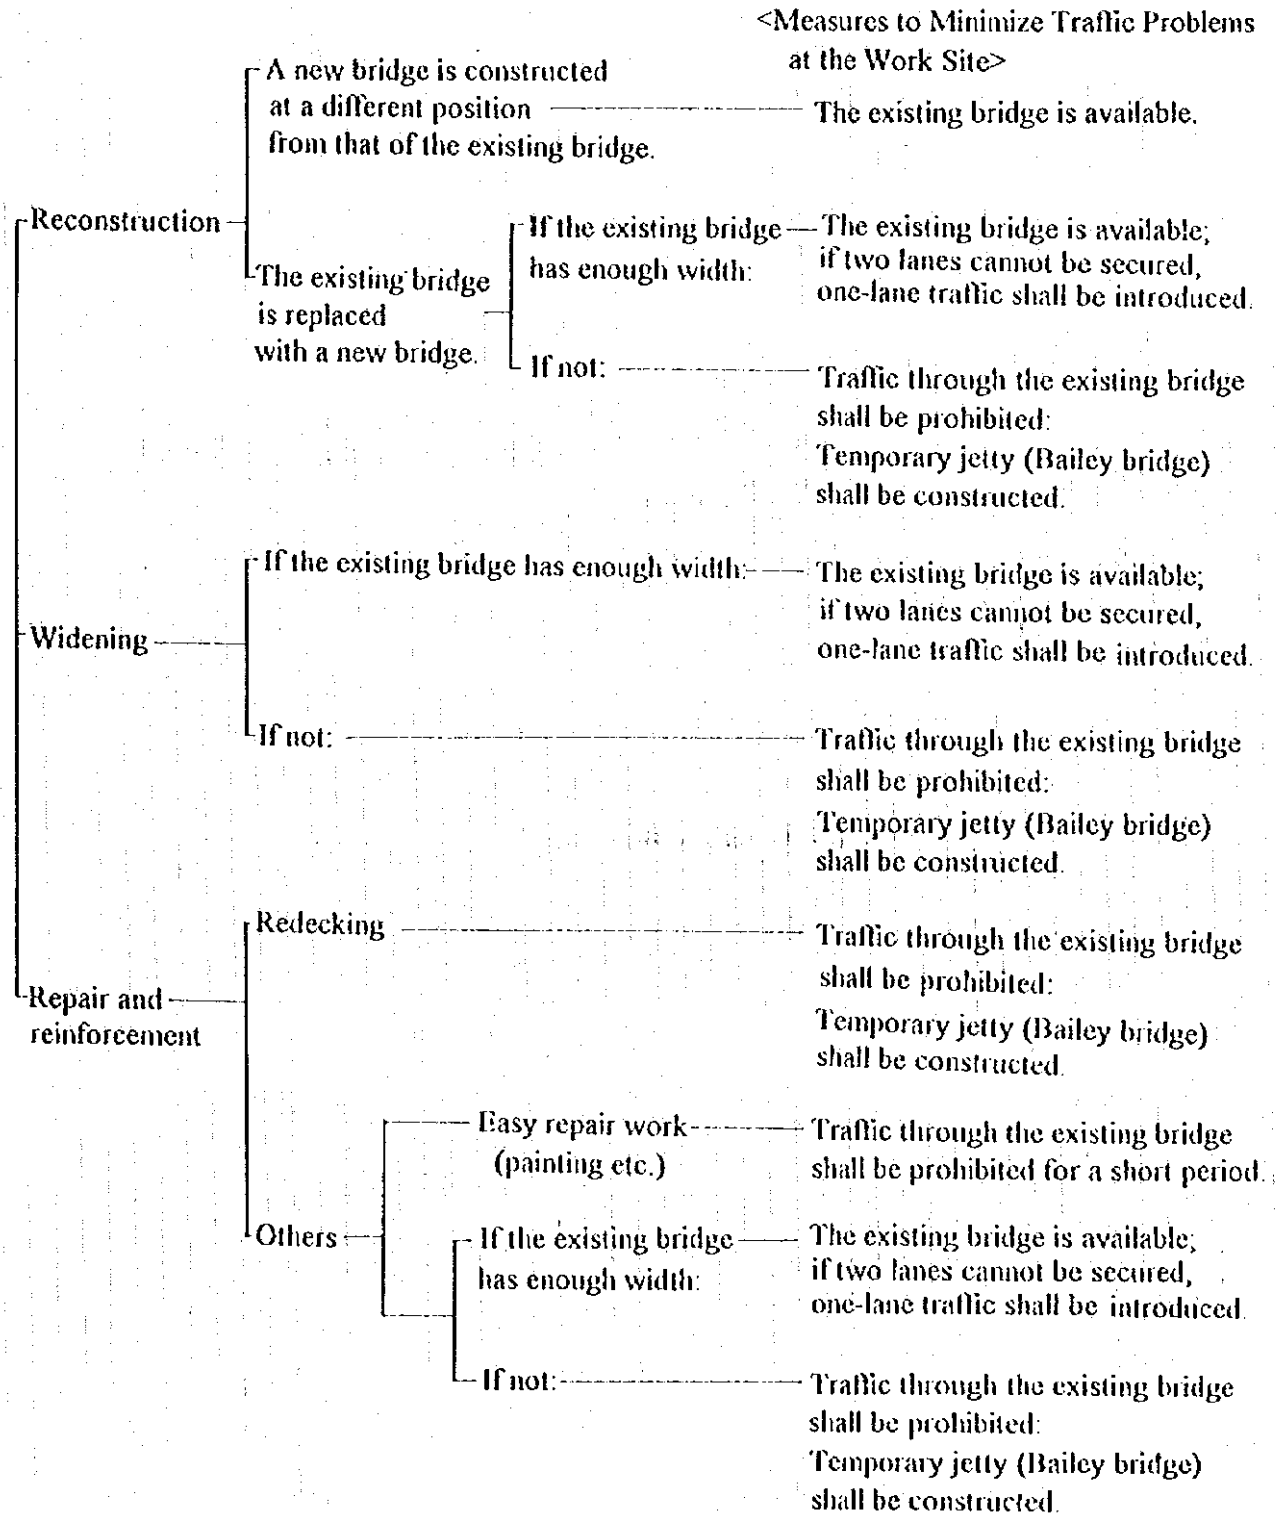 <Measures to Minimize Traffic Problems
at the Work Site>
Reconstruction
A new bridge is constructed
at a different position
from that of the existing bridge.
The existing bridge is available.
The existing bridge
is replaced
with a new bridge.
If the existing bridge
has enough width:
The existing bridge is available;
if two lanes cannot be secured,
one-lane traffic shall be introduced.
If not:
Traffic through the existing bridge
shall be prohibited:
Temporary jetty (Bailey bridge)
shall be constructed.
Widening
If the existing bridge has enough width:
The existing bridge is available;
if two lanes cannot be secured,
one-lane traffic shall be introduced.
If not:
Traffic through the existing bridge
shall be prohibited:
Temporary jetty (Bailey bridge)
shall be constructed.
Repair and
reinforcement
Redecking
Traffic through the existing bridge
shall be prohibited:
Temporary jetty (Bailey bridge)
shall be constructed.
Others
Easy repair work
(painting etc.)
Traffic through the existing bridge
shall be prohibited for a short period.
If the existing bridge
has enough width:
The existing bridge is available;
if two lanes cannot be secured,
one-lane traffic shall be introduced.
If not:
Traffic through the existing bridge
shall be prohibited:
Temporary jetty (Bailey bridge)
shall be constructed.